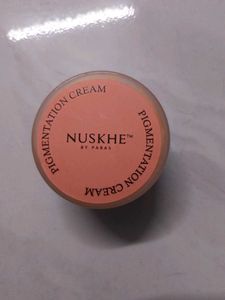 PIGMENTATION CREAM
NUSKHE™
BY PARAS
PIGMENTATION CREAM